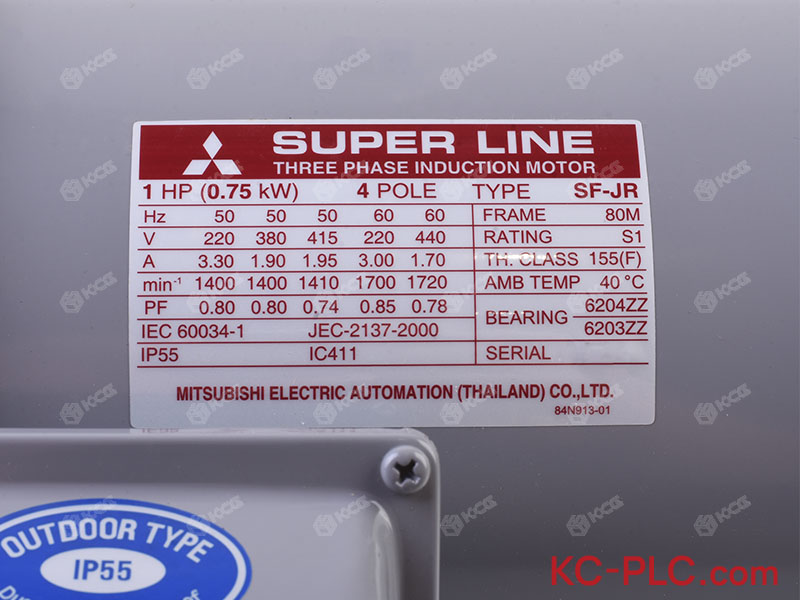 SUPER LINE
THREE PHASE INDUCTION MOTOR
1 HP (0.75 kW) 4 POLE TYPE SF-JR
Hz 50 50 50 60 60 FRAME 80M
V 220 380 415 220 440 RATING S1
A 3.30 1.90 1.95 3.00 1.70 TH. CLASS 155(F)
min⁻¹ 1400 1400 1410 1700 1720 AMB TEMP 40 °C
PF 0.80 0.80 0.74 0.85 0.78 BEARING 6204ZZ
6203ZZ
IEC 60034-1 JEC-2137-2000
IP55 IC411 SERIAL
MITSUBISHI ELECTRIC AUTOMATION (THAILAND) CO.,LTD.
84N913-01
OUTDOOR TYPE
IP55
KC-PLC.com